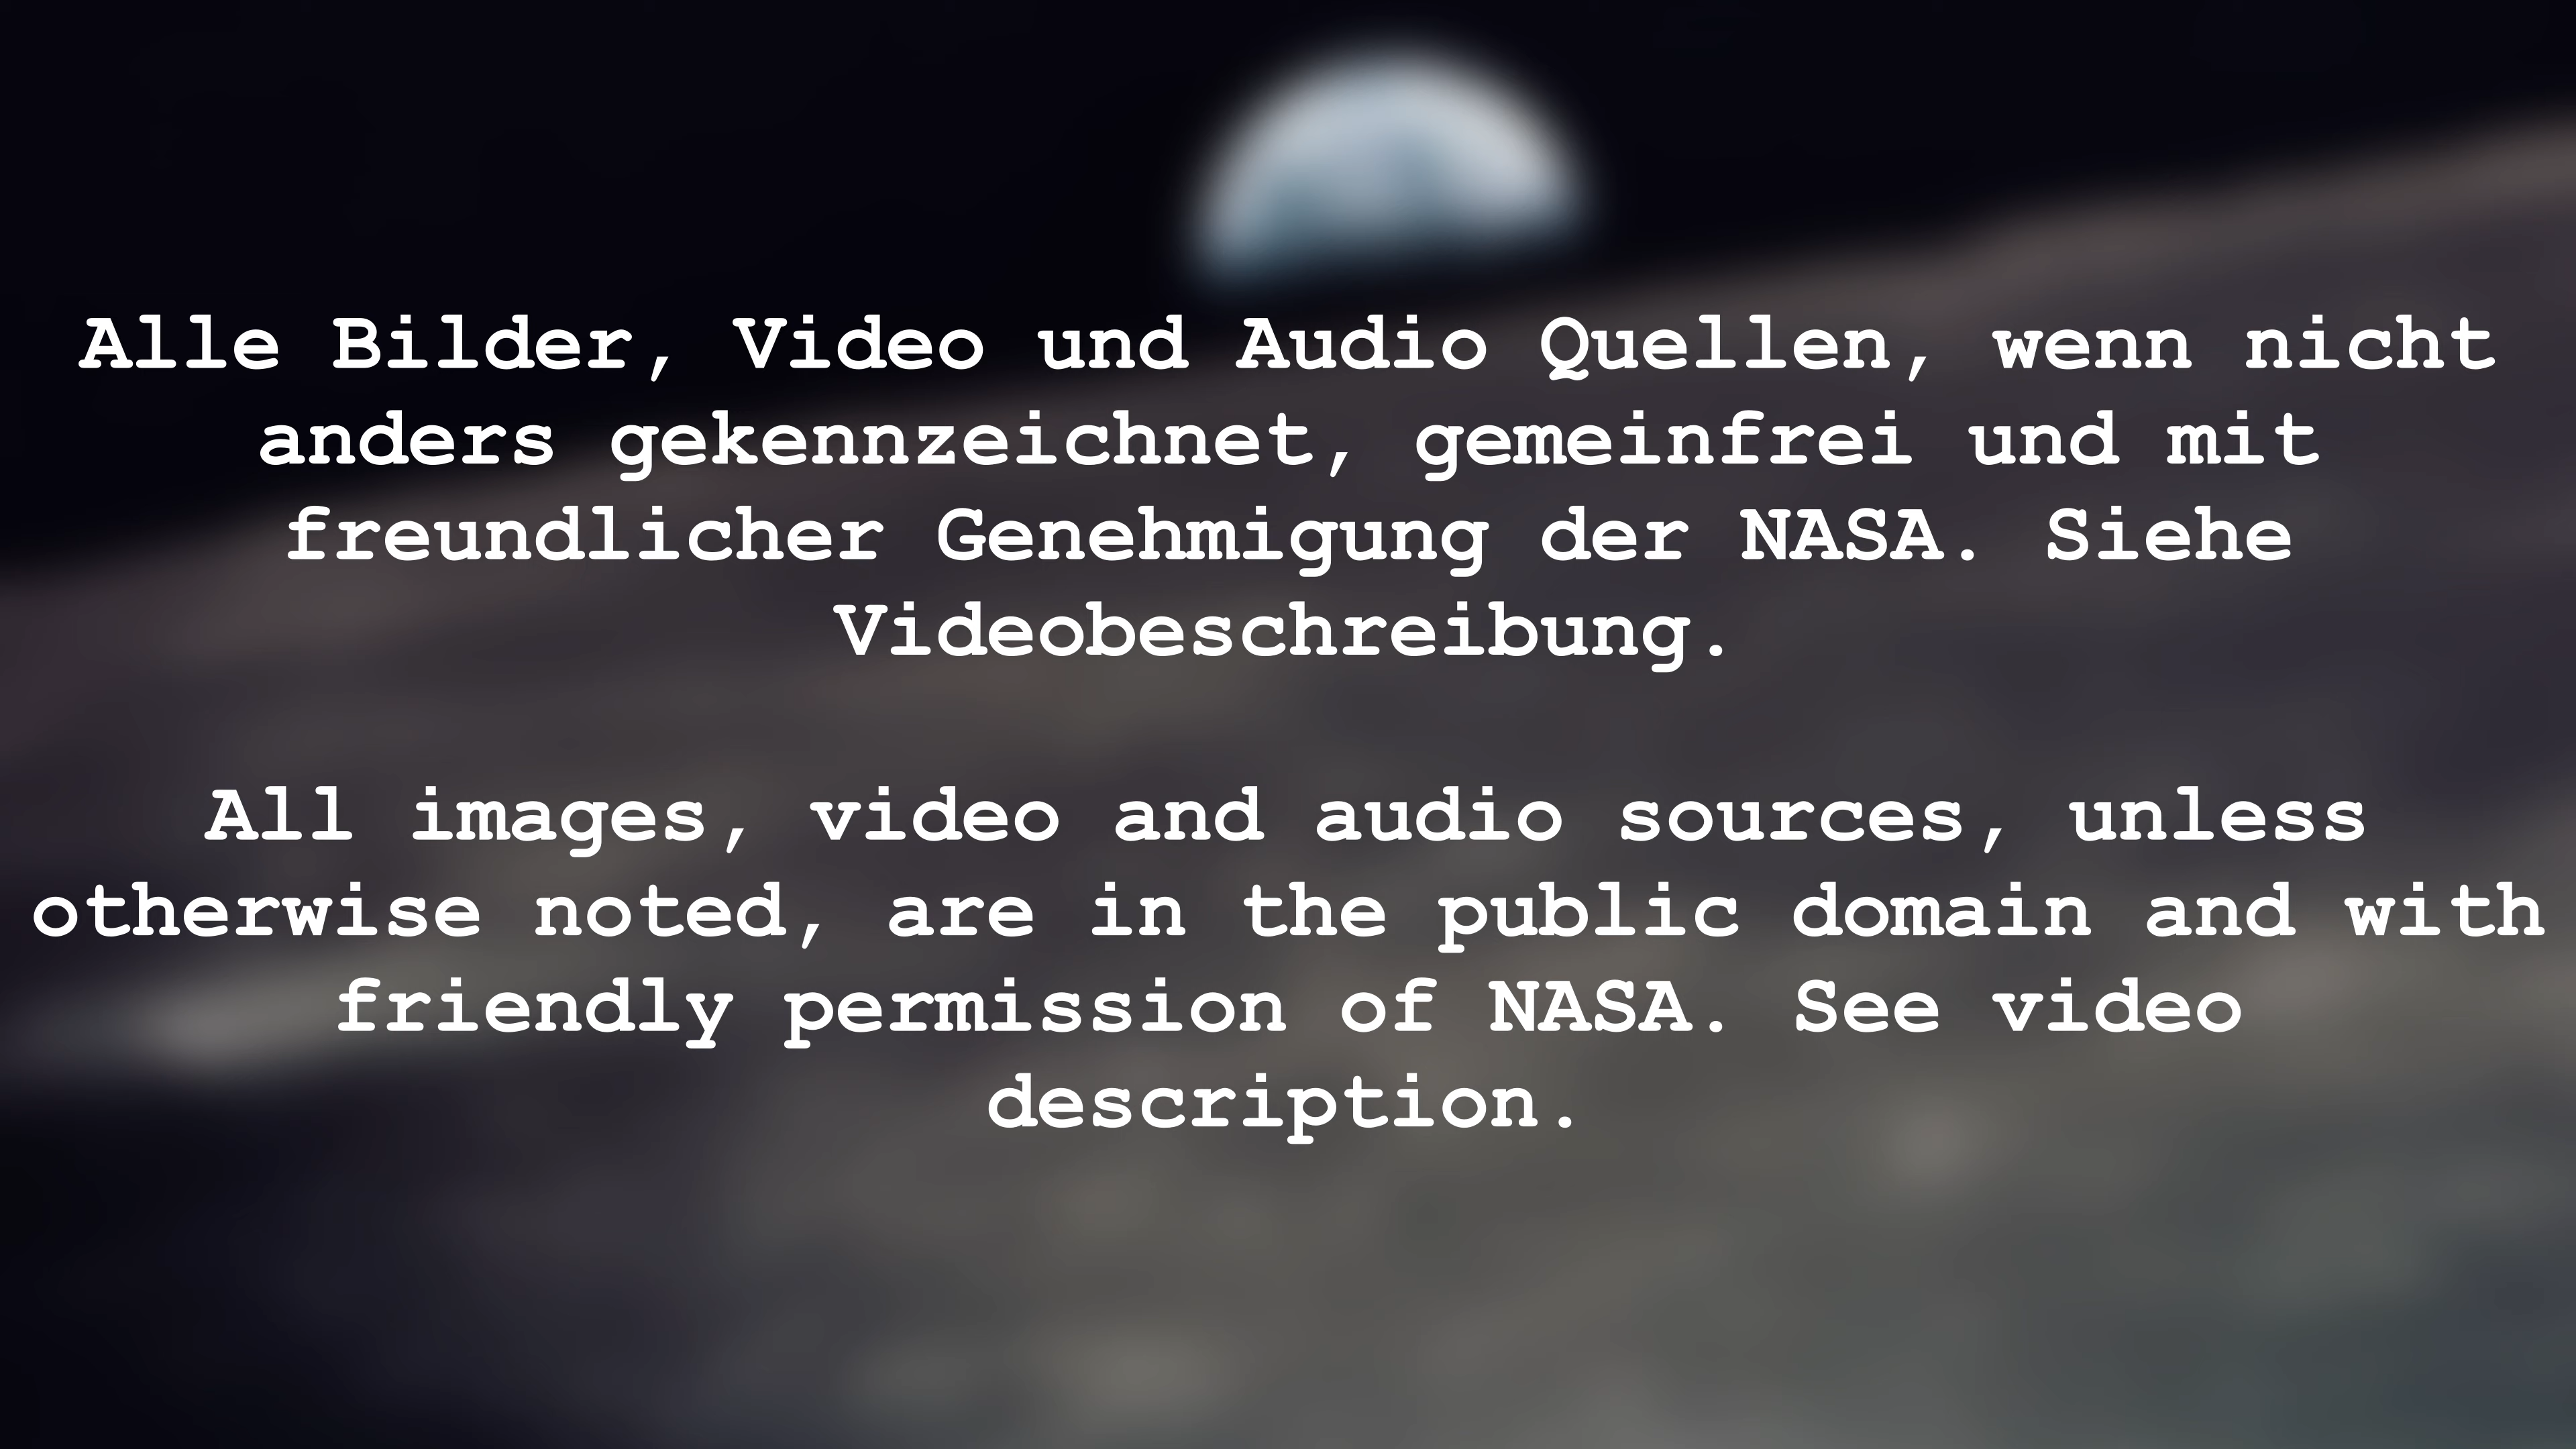 Alle Bilder, Video und Audio Quellen, wenn nicht
anders gekennzeichnet, gemeinfrei und mit
freundlicher Genehmigung der NASA. Siehe
Videobeschreibung.
All images, video and audio sources, unless
otherwise noted, are in the public domain and with
friendly permission of NASA. See video
description.